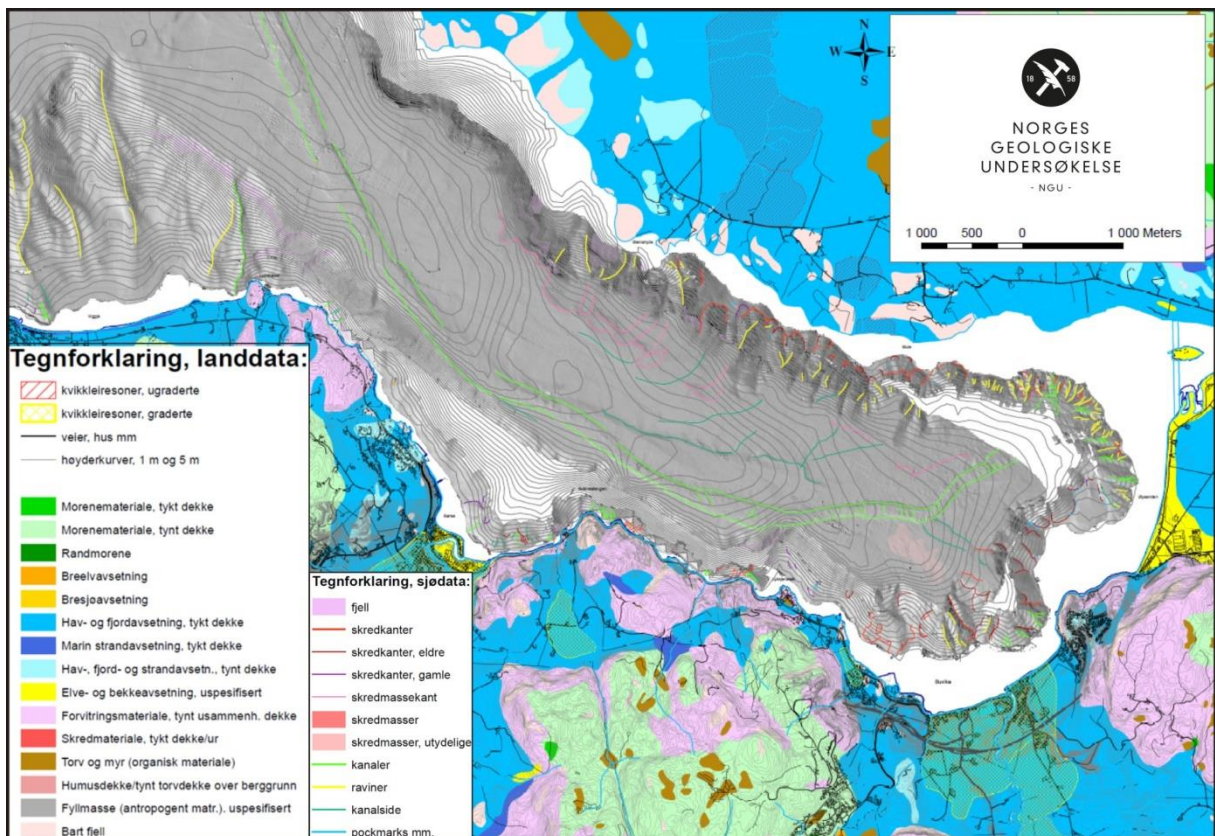 N
W E
S
18 58
NORGES
GEOLOGISKE
UNDERSØKELSE
- NGU -
1 000 500 0 1 000 Meters
Viggja
Buvika
Tegnforklaring, landdata:
kvikkleiresoner, ugraderte
kvikkleiresoner, graderte
veier, hus mm
høyderkurver, 1 m og 5 m
Morenemateriale, tykt dekke
Morenemateriale, tynt dekke
Randmorene
Breelvavsetning
Bresjøavsetning
Hav- og fjordavsetning, tykt dekke
Marin strandavsetning, tykt dekke
Hav-, fjord- og strandavsetn., tynt dekke
Elve- og bekkeavsetning, uspesifisert
Forvitringsmateriale, tynt usammenh. dekke
Skredmateriale, tykt dekke/ur
Torv og myr (organisk materiale)
Humusdekke/tynt torvdekke over berggrunn
Fyllmasse (antropogent matr.). uspesifisert
Bart fjell
Tegnforklaring, sjødata:
fjell
skredkanter
skredkanter, eldre
skredkanter, gamle
skredmassekant
skredmasser
skredmasser, utydelige
kanaler
raviner
kanalside
pockmarks mm.